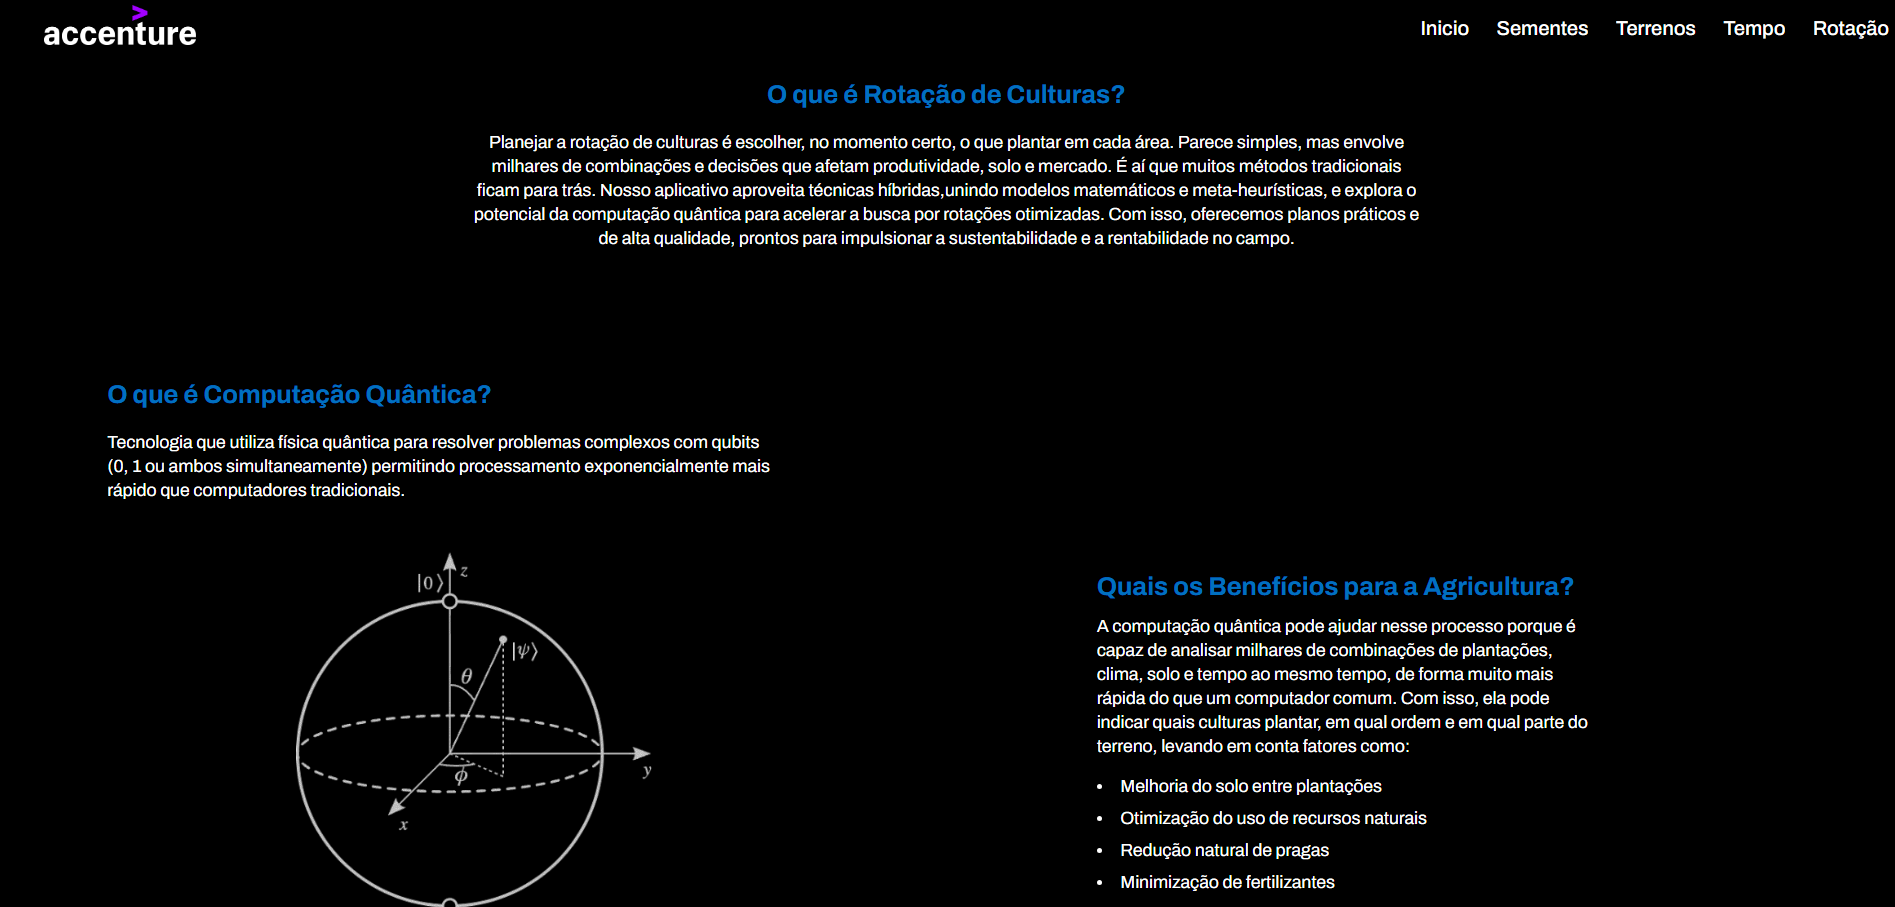 accenture
Inicio Sementes Terrenos Tempo Rotação
O que é Rotação de Culturas?
Planejar a rotação de culturas é escolher, no momento certo, o que plantar em cada área. Parece simples, mas envolve
milhares de combinações e decisões que afetam produtividade, solo e mercado. É aí que muitos métodos tradicionais
ficam para trás. Nosso aplicativo aproveita técnicas híbridas,unindo modelos matemáticos e meta-heurísticas, e explora o
potencial da computação quântica para acelerar a busca por rotações otimizadas. Com isso, oferecemos planos práticos e
de alta qualidade, prontos para impulsionar a sustentabilidade e a rentabilidade no campo.
O que é Computação Quântica?
Tecnologia que utiliza física quântica para resolver problemas complexos com qubits
(0, 1 ou ambos simultaneamente) permitindo processamento exponencialmente mais
rápido que computadores tradicionais.
|0⟩ z
|ψ⟩
θ
ϕ
y
x
Quais os Benefícios para a Agricultura?
A computação quântica pode ajudar nesse processo porque é
capaz de analisar milhares de combinações de plantações,
clima, solo e tempo ao mesmo tempo, de forma muito mais
rápida do que um computador comum. Com isso, ela pode
indicar quais culturas plantar, em qual ordem e em qual parte do
terreno, levando em conta fatores como:
• Melhoria do solo entre plantações
• Otimização do uso de recursos naturais
• Redução natural de pragas
• Minimização de fertilizantes